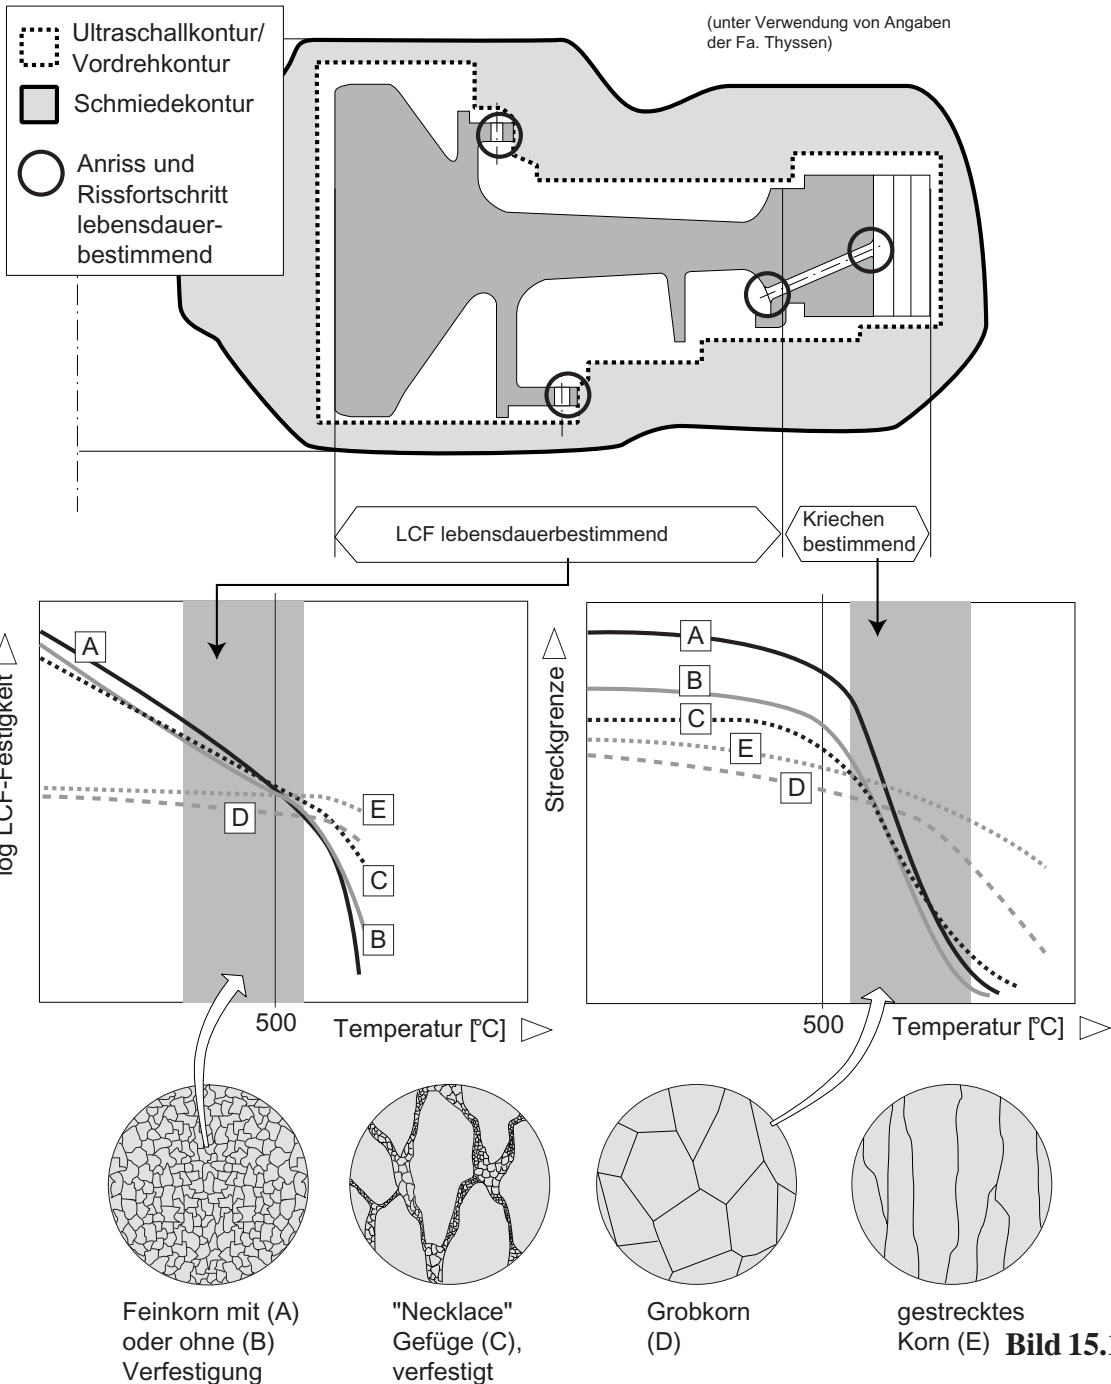 Ultraschallkontur/
Vordrehkontur
Schmiedekontur
Anriss und
Rissfortschritt
lebensdauer-
bestimmend
(unter Verwendung von Angaben
der Fa. Thyssen)
LCF lebensdauerbestimmend
Kriechen
bestimmend
log LCF-Festigkeit
A
E
D
C
B
500
Temperatur [°C]
Streckgrenze
A
B
C
E
D
500
Temperatur [°C]
Feinkorn mit (A)
oder ohne (B)
Verfestigung
"Necklace"
Gefüge (C),
verfestigt
Grobkorn
(D)
gestrecktes
Korn (E)
Bild 15.